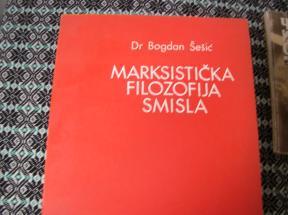 Dr Bogdan Šešić
MARKSISTIČKA
FILOZOFIJA
SMISLA